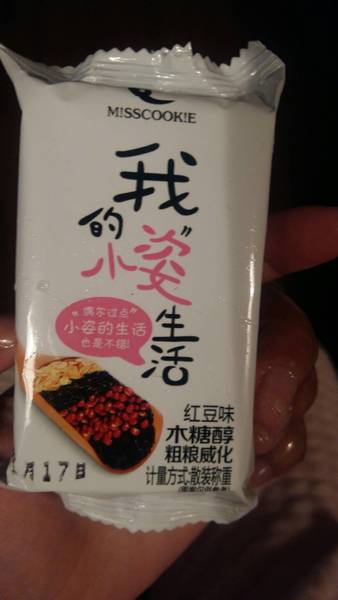 M!SSCOOK!E
我
的
小姿
生活
"偶尔过点"
小姿的生活
也是不错!
红豆味
木糖醇
粗粮威化
月17日
计量方式:散装称重